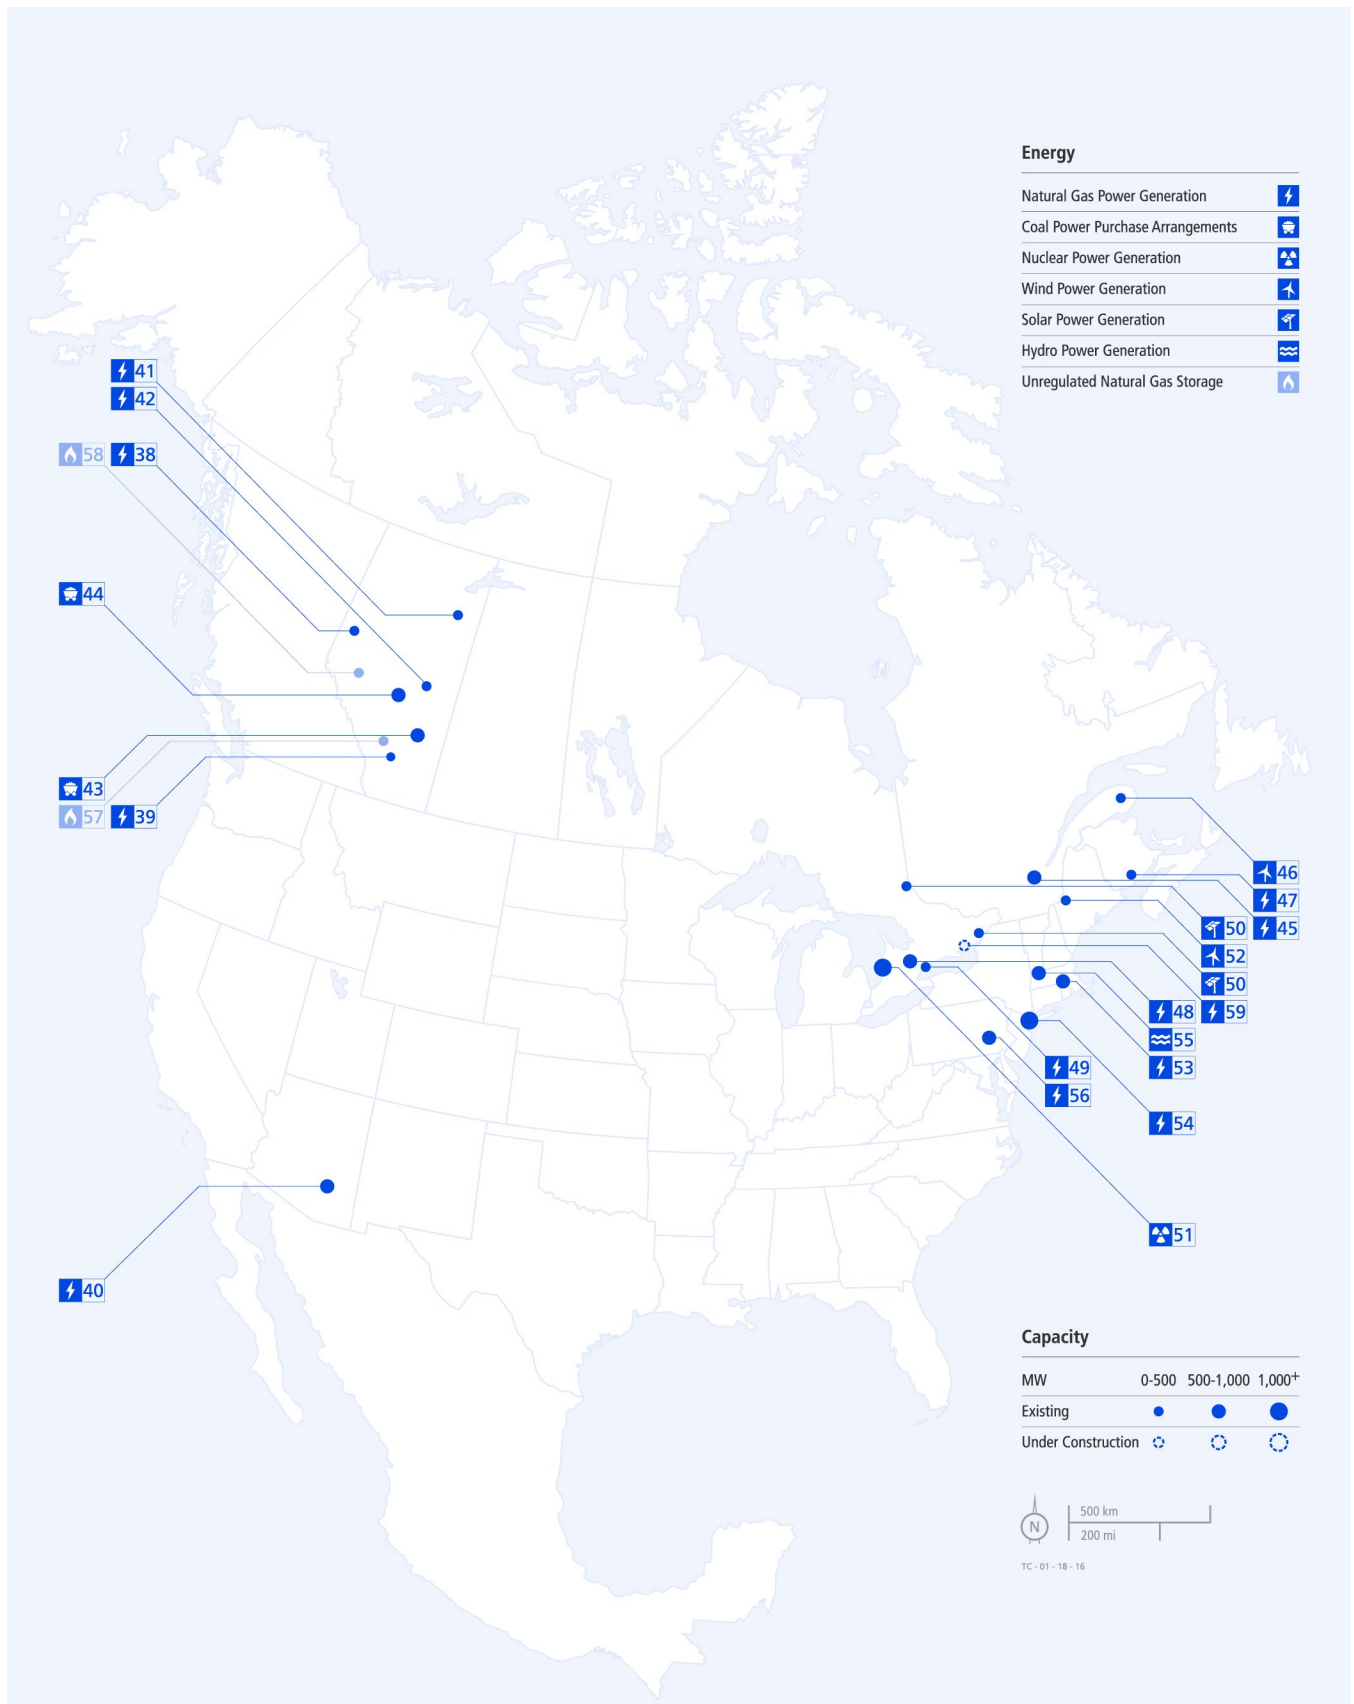 Energy
Natural Gas Power Generation
Coal Power Purchase Arrangements
Nuclear Power Generation
Wind Power Generation
Solar Power Generation
Hydro Power Generation
Unregulated Natural Gas Storage
41
42
58 38
44
43
57 39
40
46
47
50 45
52
50
48 59
55
49 53
56
54
51
Capacity
MW 0-500 500-1,000 1,000+
Existing
Under Construction
N
500 km
200 mi
TC - 01 - 18 - 16